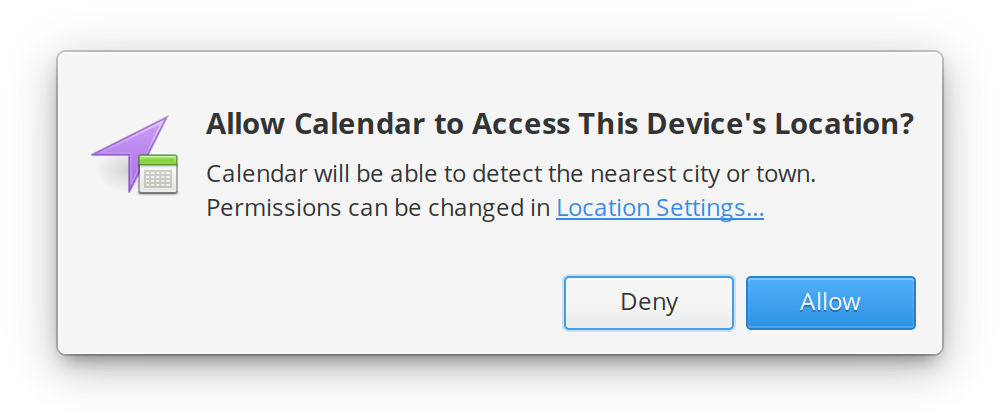 Allow Calendar to Access This Device's Location?
Calendar will be able to detect the nearest city or town.
Permissions can be changed in Location Settings...
Deny
Allow